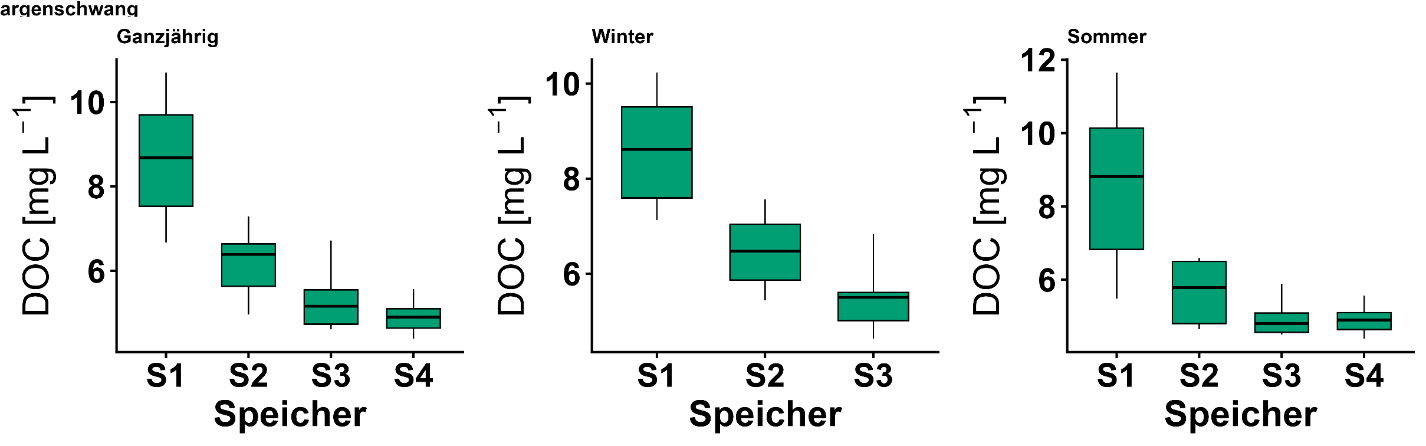 argenschwang
Ganzjährig
DOC [mg L⁻¹]
10
8
6
S1 S2 S3 S4
Speicher
Winter
DOC [mg L⁻¹]
10
8
6
S1 S2 S3
Speicher
Sommer
DOC [mg L⁻¹]
12
10
8
6
S1 S2 S3 S4
Speicher